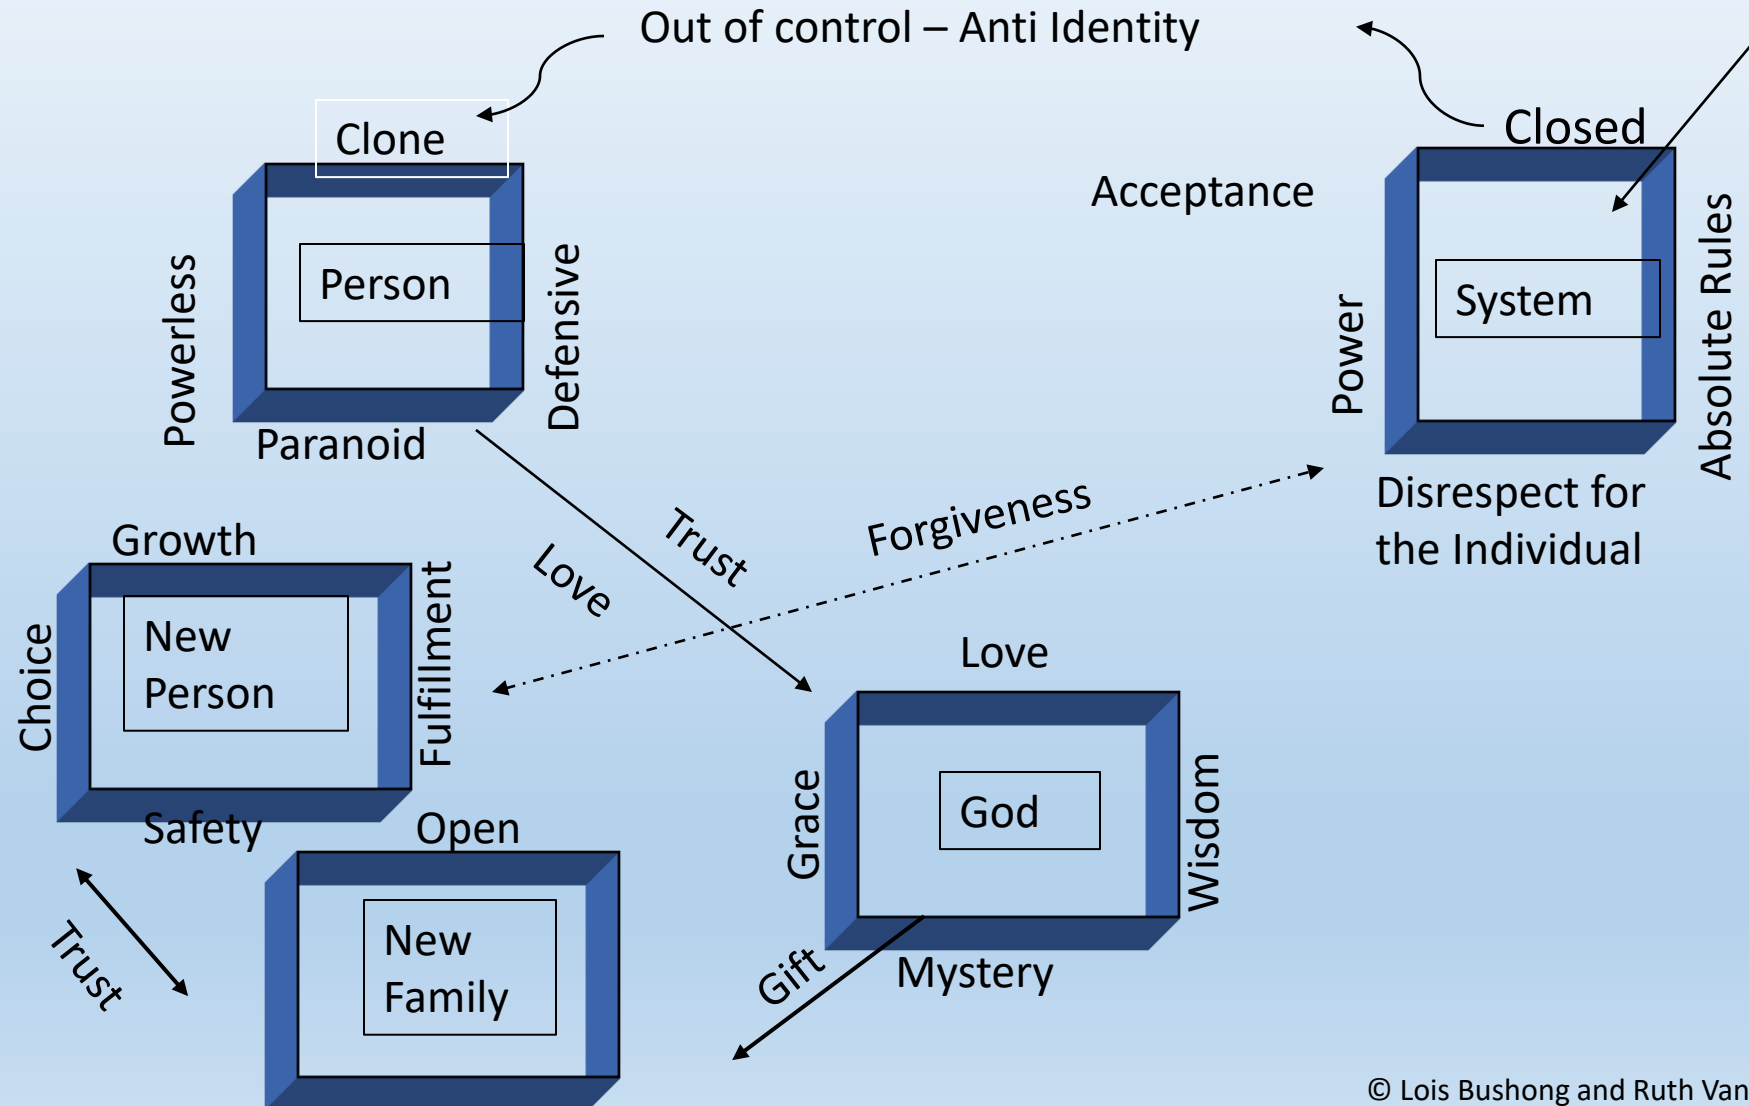 Out of control – Anti Identity
Clone
Closed
Acceptance
Powerless
Person
Defensive
Paranoid
Power
System
Absolute Rules
Disrespect for
the Individual
Trust
Love
Forgiveness
Growth
Choice
New
Person
Fulfillment
Safety
Love
Grace
God
Wisdom
Mystery
Open
New
Family
Trust
Gift
© Lois Bushong and Ruth Van